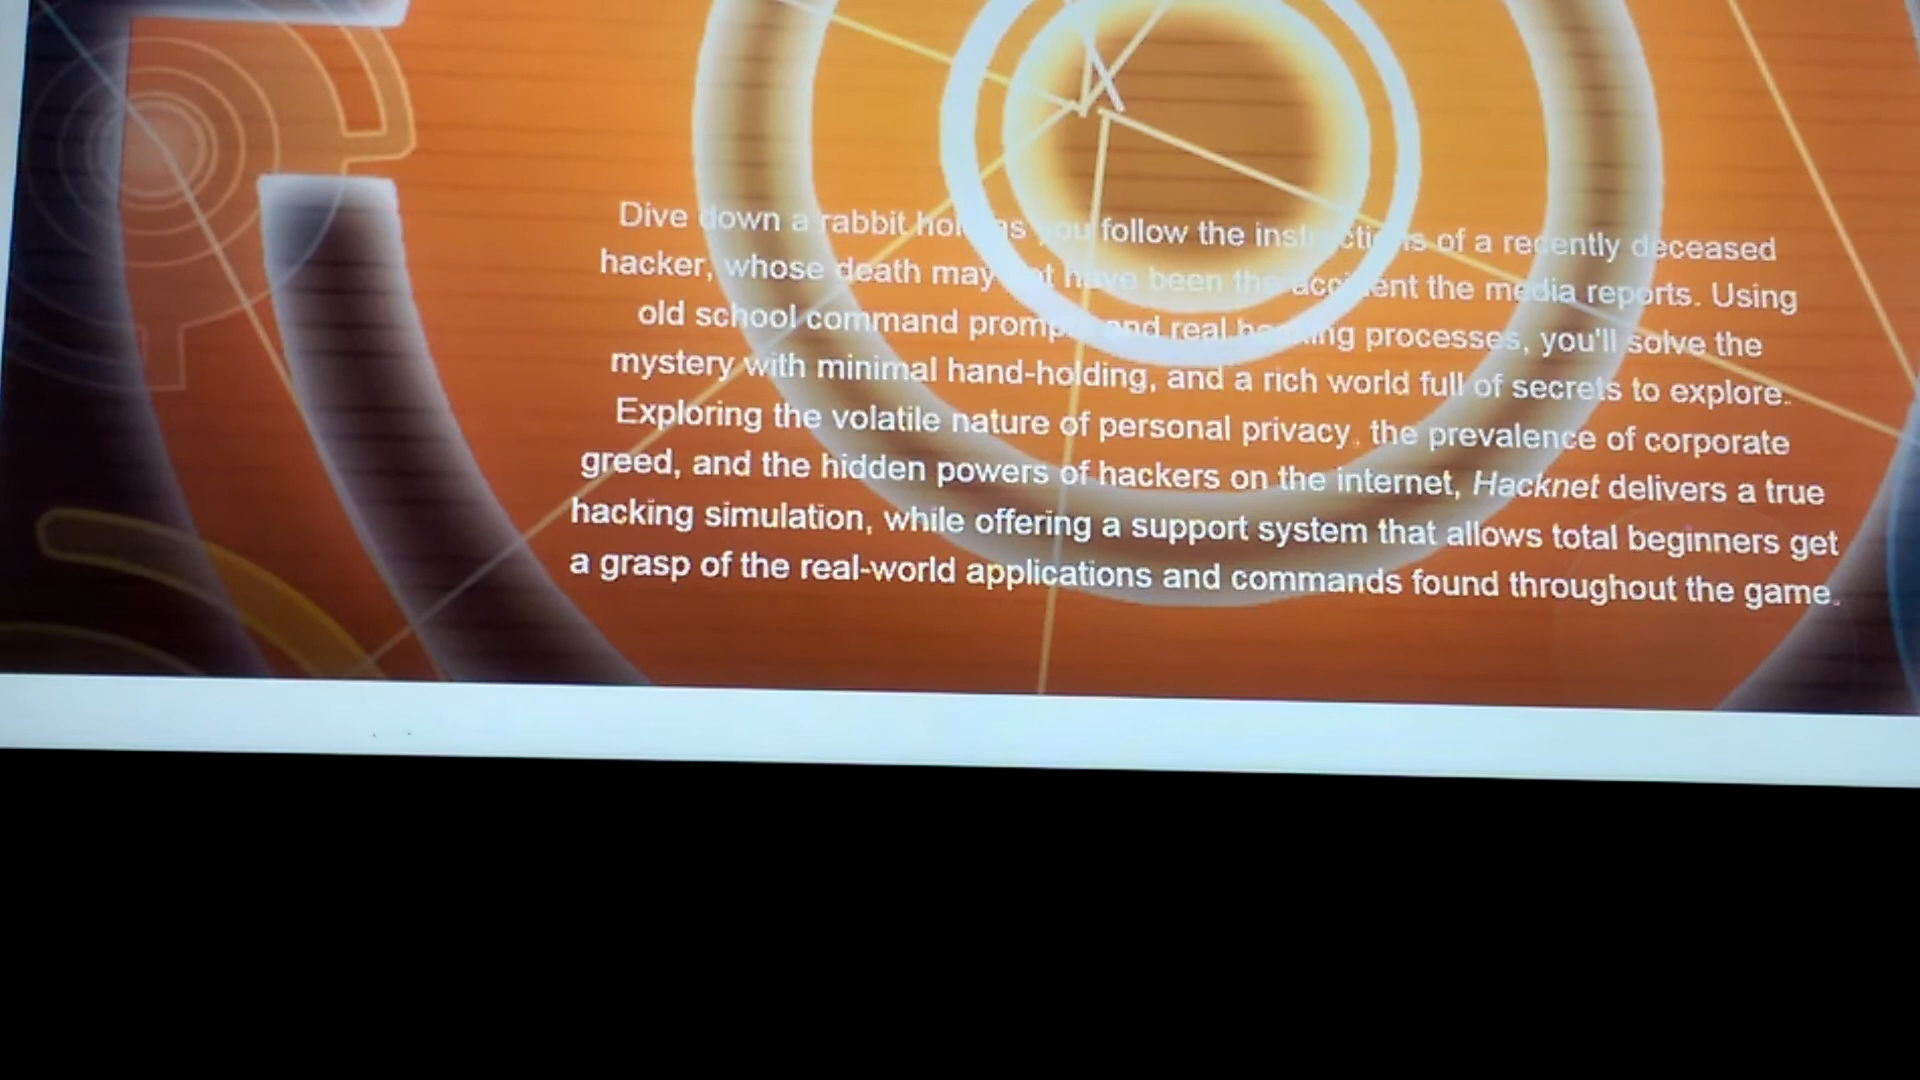 Dive down a rabbit hole as you follow the instructions of a recently deceased
hacker, whose death may not have been the accident the media reports. Using
old school command prompts and real hacking processes, you'll solve the
mystery with minimal hand-holding, and a rich world full of secrets to explore.
Exploring the volatile nature of personal privacy, the prevalence of corporate
greed, and the hidden powers of hackers on the internet, Hacknet delivers a true
hacking simulation, while offering a support system that allows total beginners get
a grasp of the real-world applications and commands found throughout the game.